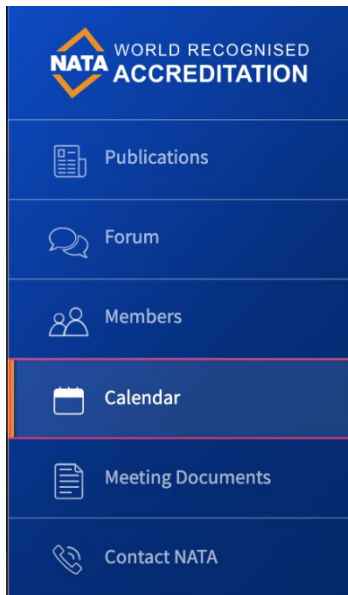 NATA
WORLD RECOGNISED
ACCREDITATION
Publications
Forum
Members
Calendar
Meeting Documents
Contact NATA